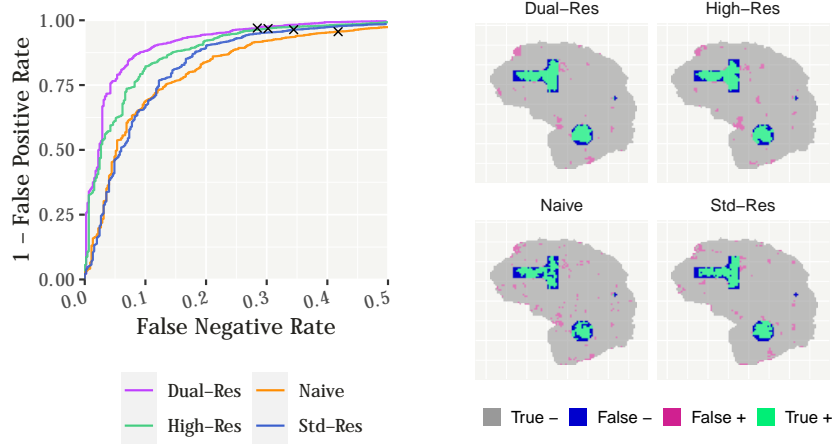 1.00
0.75
0.50
0.25
0.00
1 − False Positive Rate
0.0 0.1 0.2 0.3 0.4 0.5
False Negative Rate
Dual−Res Naive
High−Res Std−Res
Dual−Res High−Res
Naive Std−Res
True − False − False + True +